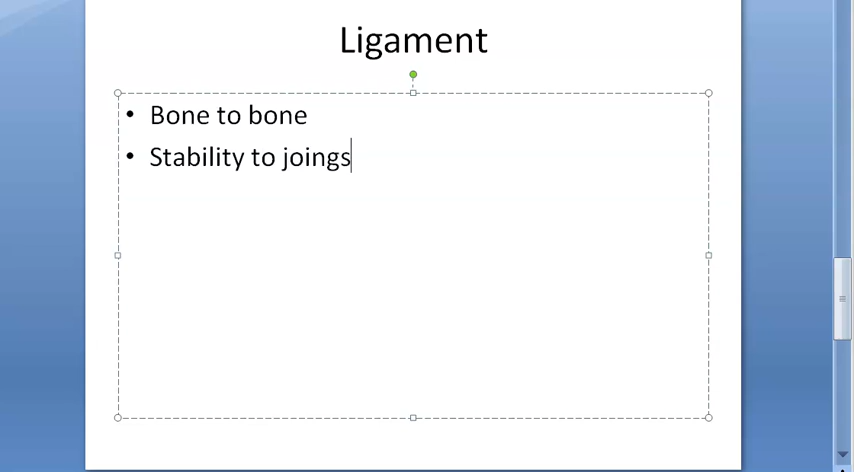 Ligament
• Bone to bone
• Stability to joings